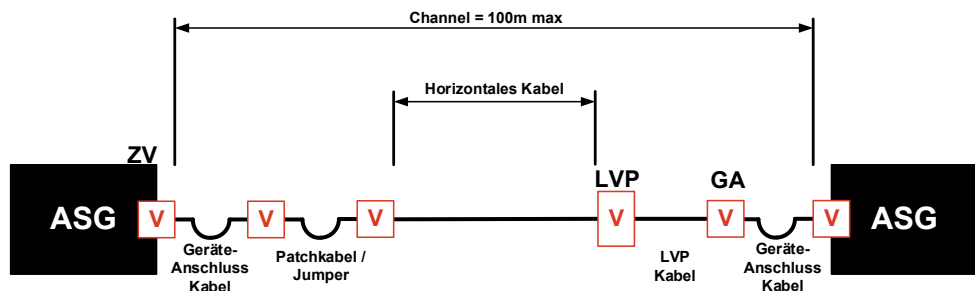 Channel = 100m max
Horizontales Kabel
ZV
LVP
GA
ASG
V
V
V
V
V
V
ASG
Geräte-
Anschluss
Kabel
Patchkabel /
Jumper
LVP
Kabel
Geräte-
Anschluss
Kabel